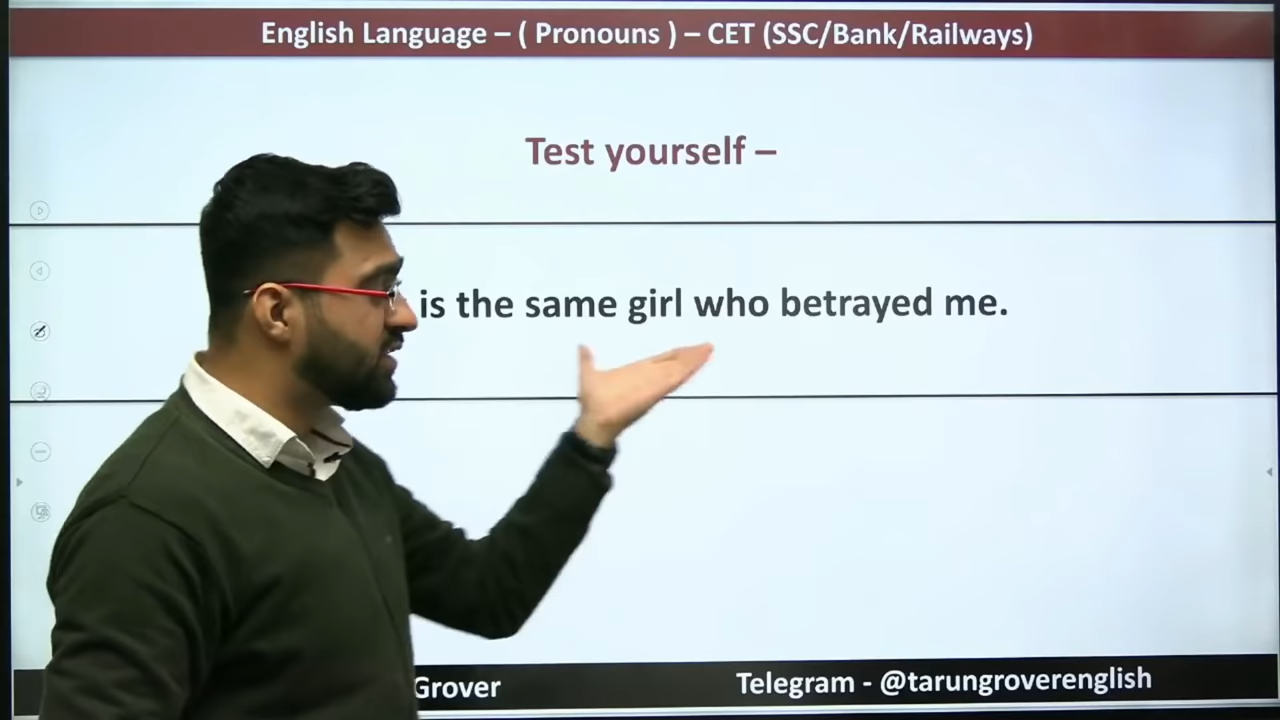 English Language – ( Pronouns ) – CET (SSC/Bank/Railways)
Test yourself –
is the same girl who betrayed me.
Grover
Telegram - @tarungroverenglish